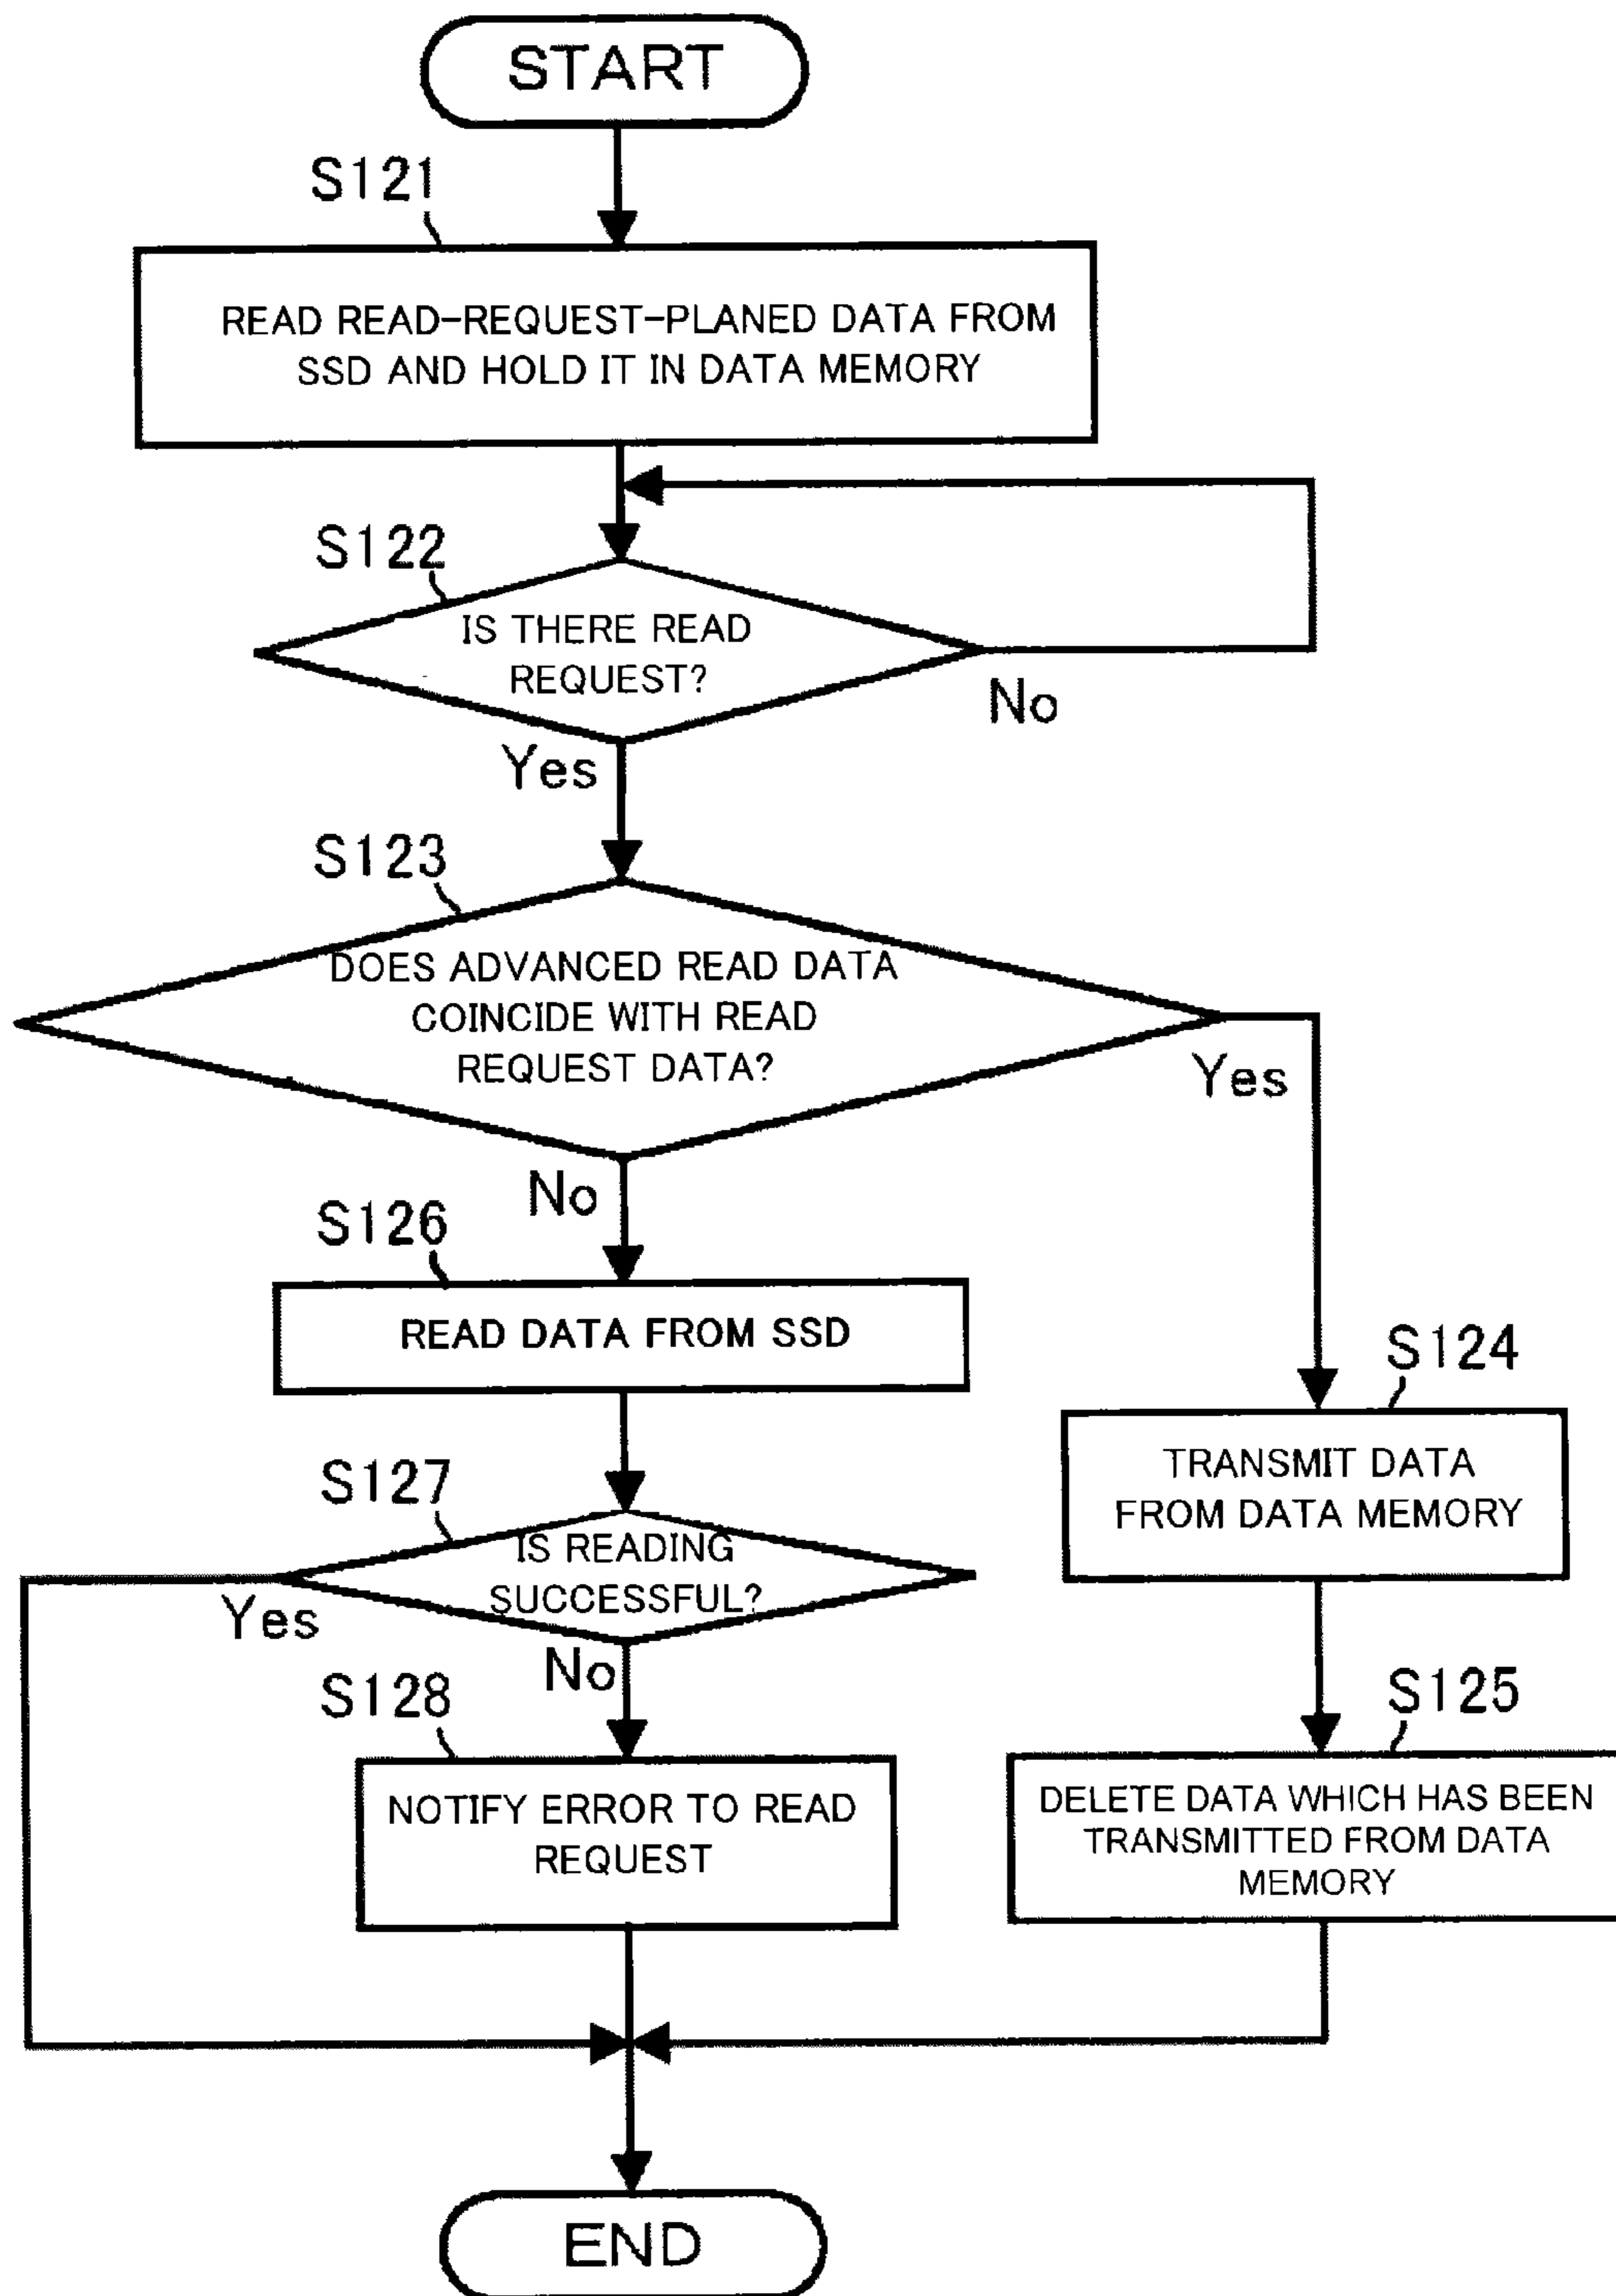 START
S121
READ READ-REQUEST-PLANED DATA FROM
SSD AND HOLD IT IN DATA MEMORY
S122
IS THERE READ
REQUEST?
No
Yes
S123
DOES ADVANCED READ DATA
COINCIDE WITH READ
REQUEST DATA?
Yes
No
S126
READ DATA FROM SSD
S124
TRANSMIT DATA
FROM DATA MEMORY
S127
IS READING
SUCCESSFUL?
Yes
No
S128
NOTIFY ERROR TO READ
REQUEST
S125
DELETE DATA WHICH HAS BEEN
TRANSMITTED FROM DATA
MEMORY
END